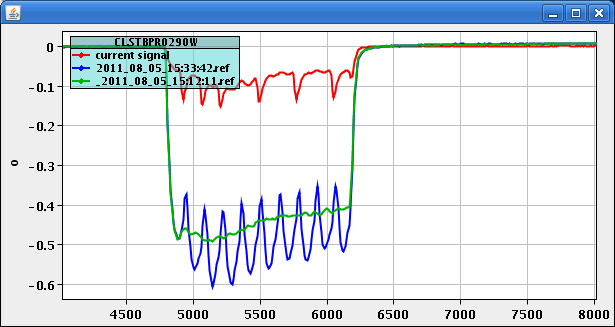 CLSTBPRO290W
current signal
2011_08_05_15:33:42.ref
_2011_08_05_15:12:11.ref
0
-0.1
-0.2
-0.3
-0.4
-0.5
-0.6
o
4500 5000 5500 6000 6500 7000 7500 8000